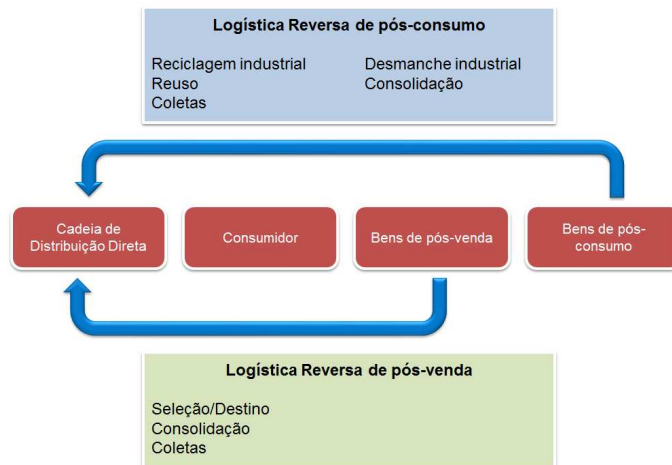 Logística Reversa de pós-consumo
Reciclagem industrial
Desmanche industrial
Reuso
Consolidação
Coletas
Cadeia de
Distribuição Direta
Consumidor
Bens de pós-venda
Bens de pós-
consumo
Logística Reversa de pós-venda
Seleção/Destino
Consolidação
Coletas